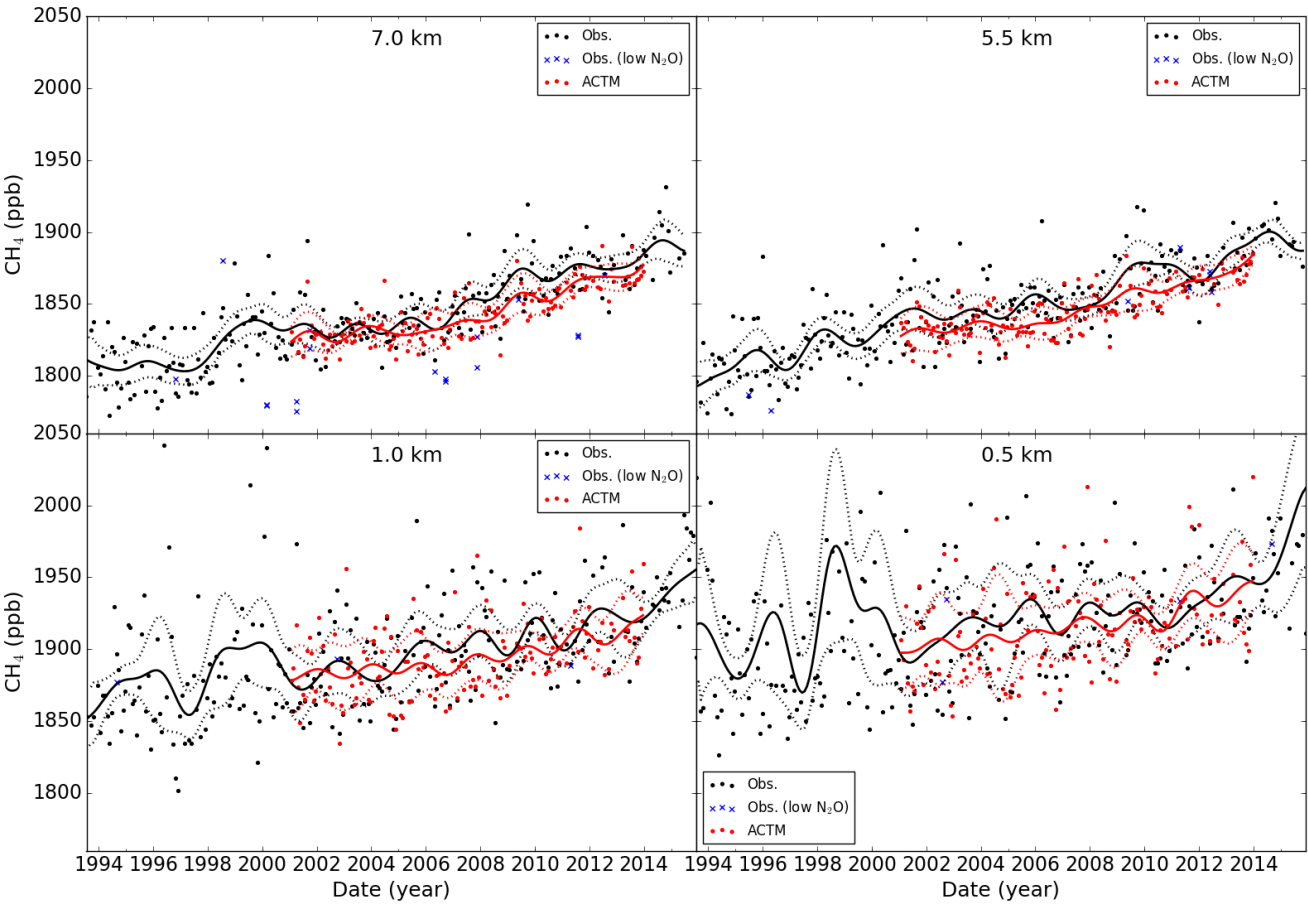 7.0 km
Obs.
Obs. (low N₂O)
ACTM
5.5 km
Obs.
Obs. (low N₂O)
ACTM
2050
2000
1950
1900
1850
1800
CH₄ (ppb)
1.0 km
Obs.
Obs. (low N₂O)
ACTM
0.5 km
Obs.
Obs. (low N₂O)
ACTM
2050
2000
1950
1900
1850
1800
CH₄ (ppb)
1994 1996 1998 2000 2002 2004 2006 2008 2010 2012 2014
Date (year)
1994 1996 1998 2000 2002 2004 2006 2008 2010 2012 2014
Date (year)